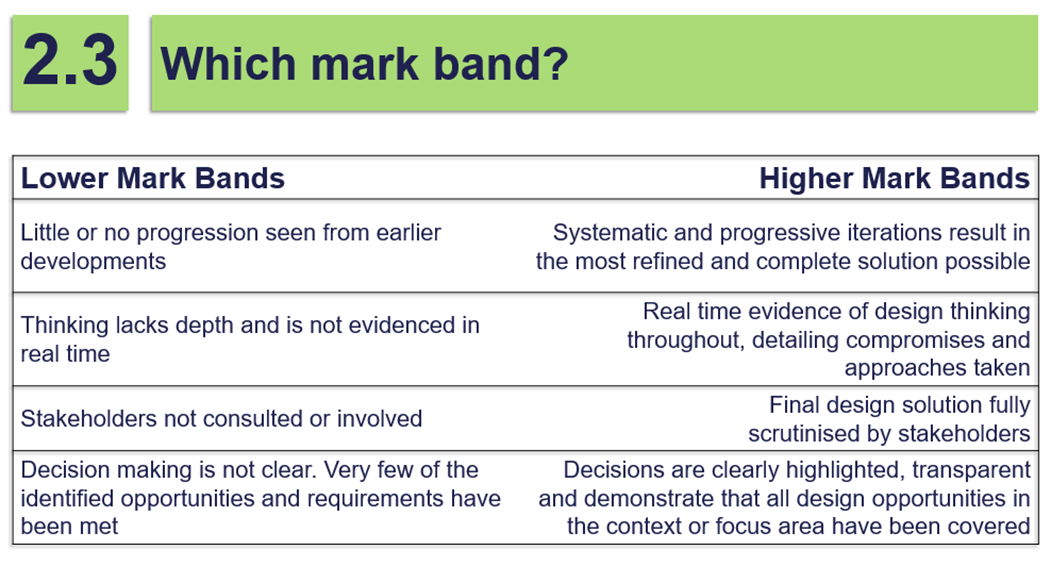 2.3 Which mark band?
Lower Mark Bands Higher Mark Bands
Little or no progression seen from earlier
developments
Systematic and progressive iterations result in
the most refined and complete solution possible
Thinking lacks depth and is not evidenced in
real time
Real time evidence of design thinking
throughout, detailing compromises and
approaches taken
Stakeholders not consulted or involved
Final design solution fully
scrutinised by stakeholders
Decision making is not clear. Very few of the
identified opportunities and requirements have
been met
Decisions are clearly highlighted, transparent
and demonstrate that all design opportunities in
the context or focus area have been covered